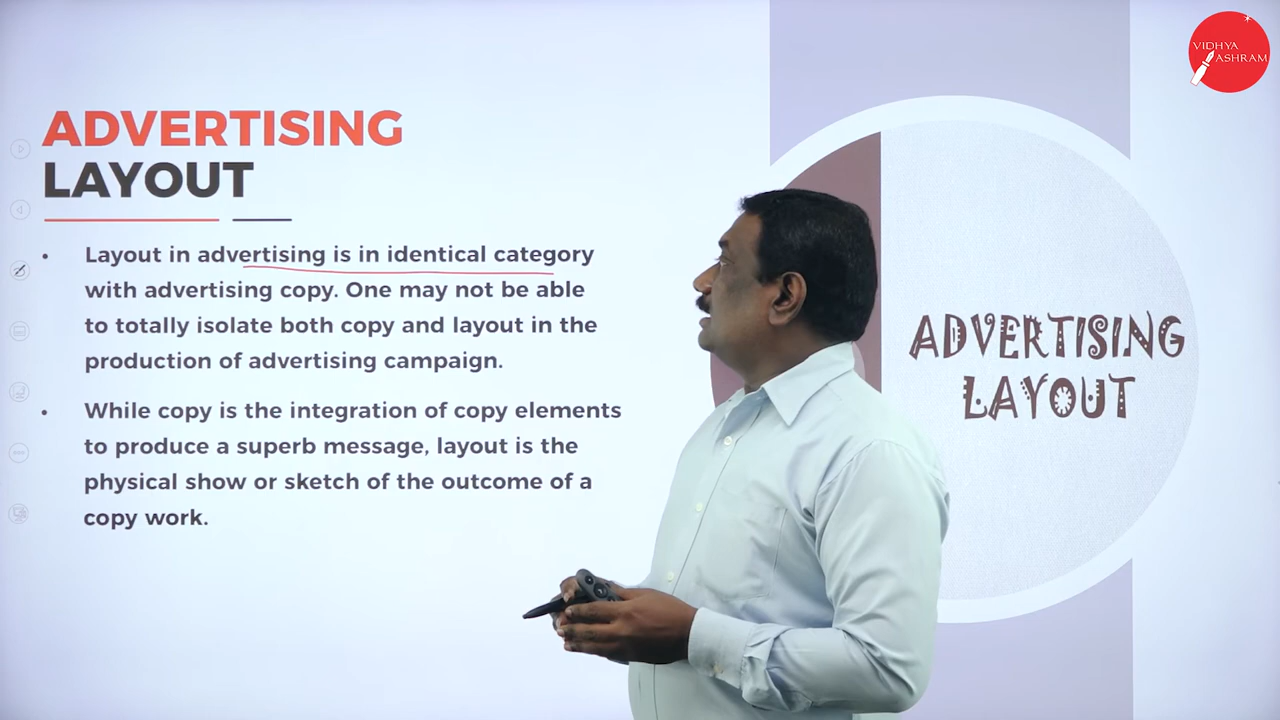 VIDHYA
ASHRAM
ADVERTISING
LAYOUT
• Layout in advertising is in identical category
with advertising copy. One may not be able
to totally isolate both copy and layout in the
production of advertising campaign.
• While copy is the integration of copy elements
to produce a superb message, layout is the
physical show or sketch of the outcome of a
copy work.
ADVERTISING
LAYOUT